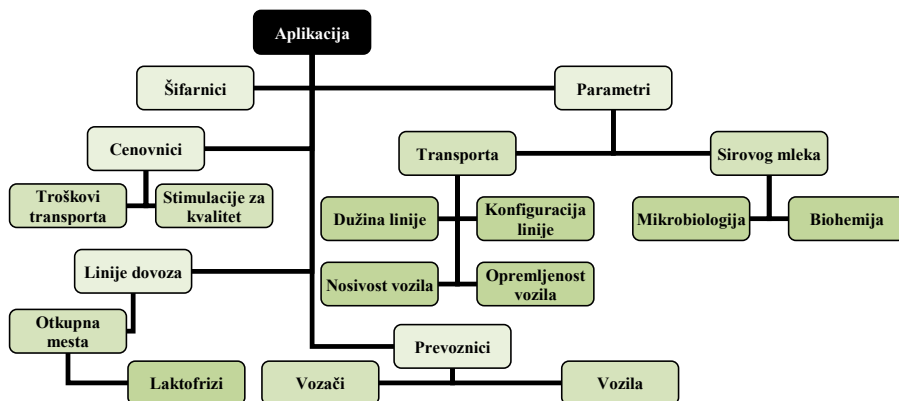 Aplikacija
Šifarnici
Parametri
Cenovnici
Transporta
Sirovog mleka
Troškovi
transporta
Stimulacije za
kvalitet
Dužina linije
Konfiguracija
linije
Mikrobiologija
Biohemija
Linije dovoza
Nosivost vozila
Opremljenost
vozila
Otkupna
mesta
Prevoznici
Laktofrizi
Vozači
Vozila